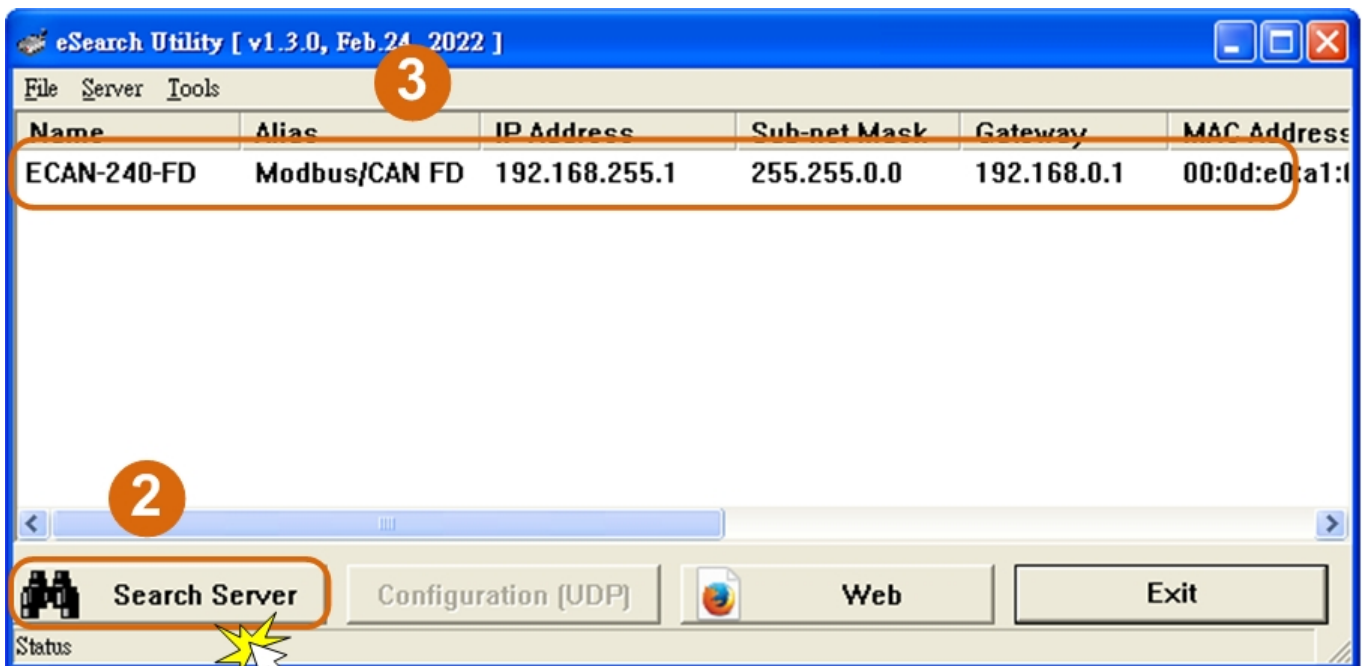 eSearch Utility [ v1.3.0, Feb.24, 2022 ]
File Server Tools
3
Name Alias IP Address Sub-net Mask Gateway MAC Address
ECAN-240-FD Modbus/CAN FD 192.168.255.1 255.255.0.0 192.168.0.1 00:0d:e0:a1:
2
Search Server Configuration (UDP) Web Exit
Status